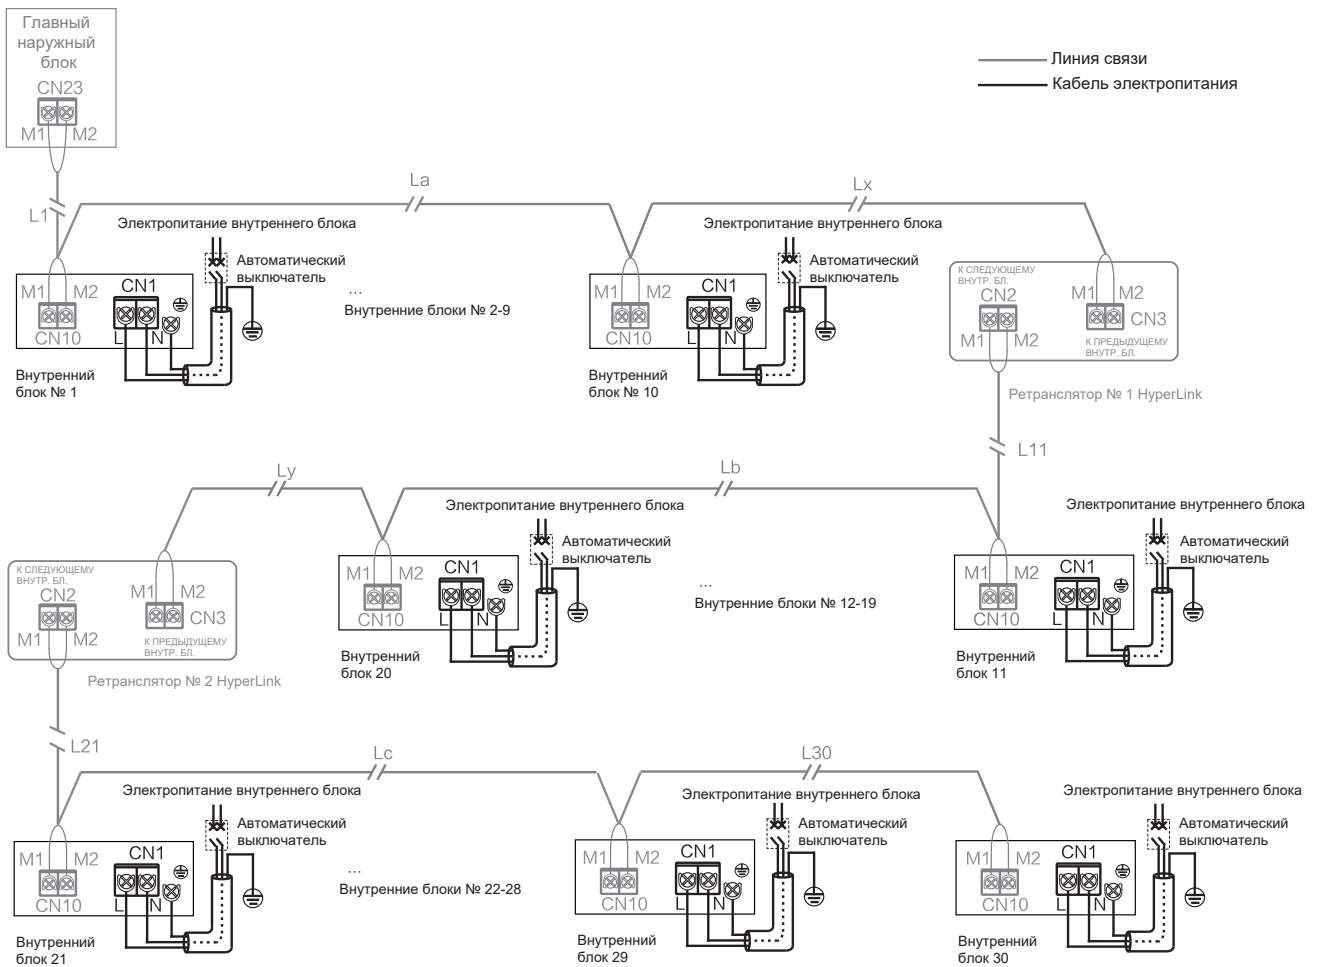 Главный
наружный
блок
CN23
M1 M2
Линия связи
Кабель электропитания
L1
La
Lx
Электропитание внутреннего блока
Автоматический
выключатель
M1 M2
CN1
CN10
L N
Внутренний
блок № 1
...
Внутренние блоки № 2-9
Электропитание внутреннего блока
Автоматический
выключатель
M1 M2
CN1
CN10
L N
Внутренний
блок № 10
К СЛЕДУЮЩЕМУ
ВНУТР. БЛ.
CN2
M1 M2
M1 M2
CN3
К ПРЕДЫДУЩЕМУ
ВНУТР. БЛ.
Ретранслятор № 1 HyperLink
L11
Ly
Lb
К СЛЕДУЮЩЕМУ
ВНУТР. БЛ.
CN2
M1 M2
M1 M2
CN3
К ПРЕДЫДУЩЕМУ
ВНУТР. БЛ.
Ретранслятор № 2 HyperLink
Электропитание внутреннего блока
Автоматический
выключатель
M1 M2
CN1
CN10
L N
Внутренний
блок 20
...
Внутренние блоки № 12-19
Электропитание внутреннего блока
Автоматический
выключатель
M1 M2
CN1
CN10
L N
Внутренний
блок 11
L21
Lc
L30
Электропитание внутреннего блока
Автоматический
выключатель
M1 M2
CN1
CN10
L N
Внутренний
блок 21
...
Внутренние блоки № 22-28
Электропитание внутреннего блока
Автоматический
выключатель
M1 M2
CN1
CN10
L N
Внутренний
блок 29
Электропитание внутреннего блока
Автоматический
выключатель
M1 M2
CN1
CN10
L N
Внутренний
блок 30